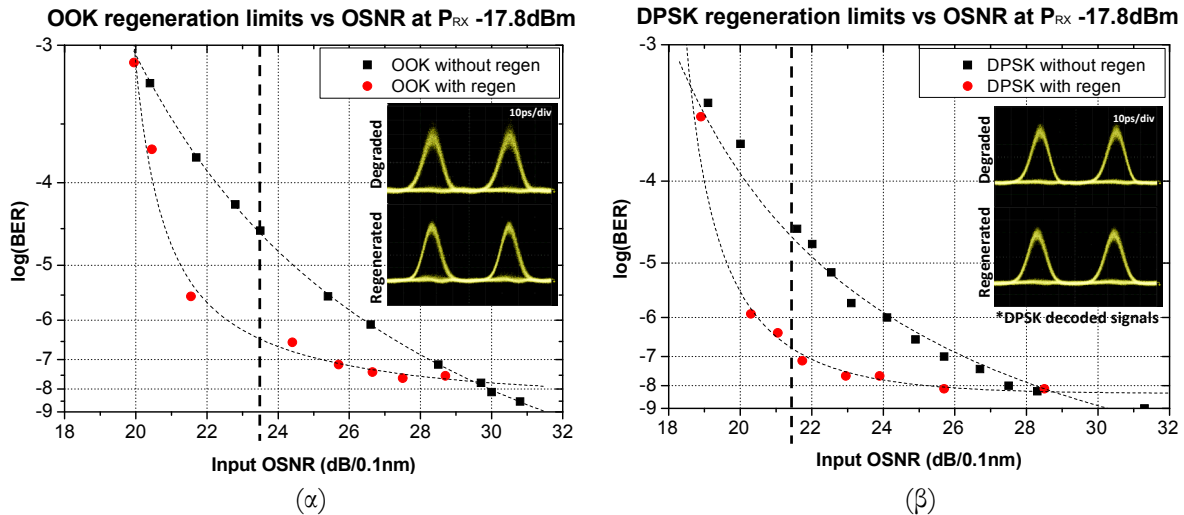 OOK regeneration limits vs OSNR at PRX -17.8dBm
-3
-4
-5
-6
-7
-8
-9
log(BER)
18 20 22 24 26 28 30 32
Input OSNR (dB/0.1nm)
OOK without regen
OOK with regen
10ps/div
Degraded
Regenerated
(α)
DPSK regeneration limits vs OSNR at PRX -17.8dBm
-3
-4
-5
-6
-7
-8
-9
log(BER)
18 20 22 24 26 28 30 32
Input OSNR (dB/0.1nm)
DPSK without regen
DPSK with regen
10ps/div
Degraded
Regenerated
*DPSK decoded signals
(β)